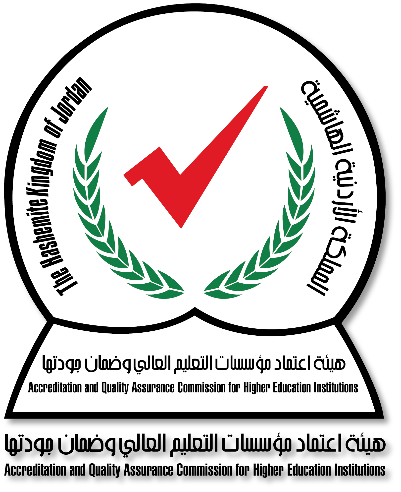 The Hashemite Kingdom of Jordan
المملكة الأردنية الهاشمية
هيئة اعتماد مؤسسات التعليم العالي وضمان جودتها
Accreditation and Quality Assurance Commission for Higher Education Institutions
هيئة اعتماد مؤسسات التعليم العالي وضمان جودتها
Accreditation and Quality Assurance Commission for Higher Education Institutions